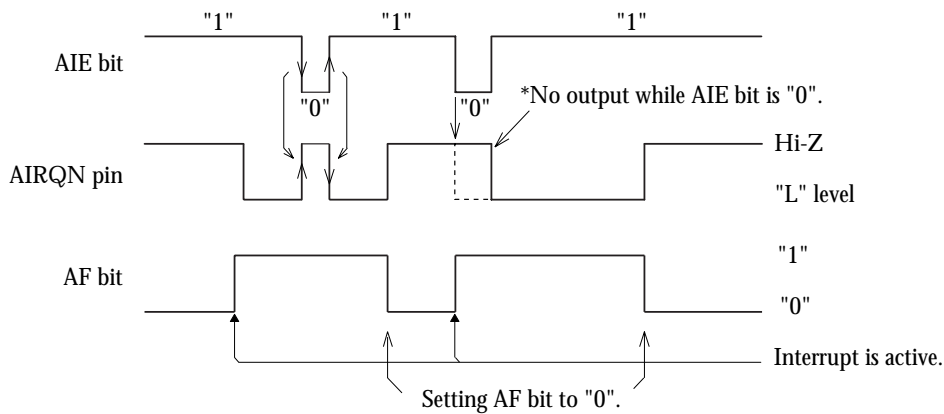 "1" "1" "1"
AIE bit
"0" "0" *No output while AIE bit is "0".
Hi-Z
AIRQN pin
"L" level
"1"
AF bit
"0"
Interrupt is active.
Setting AF bit to "0".